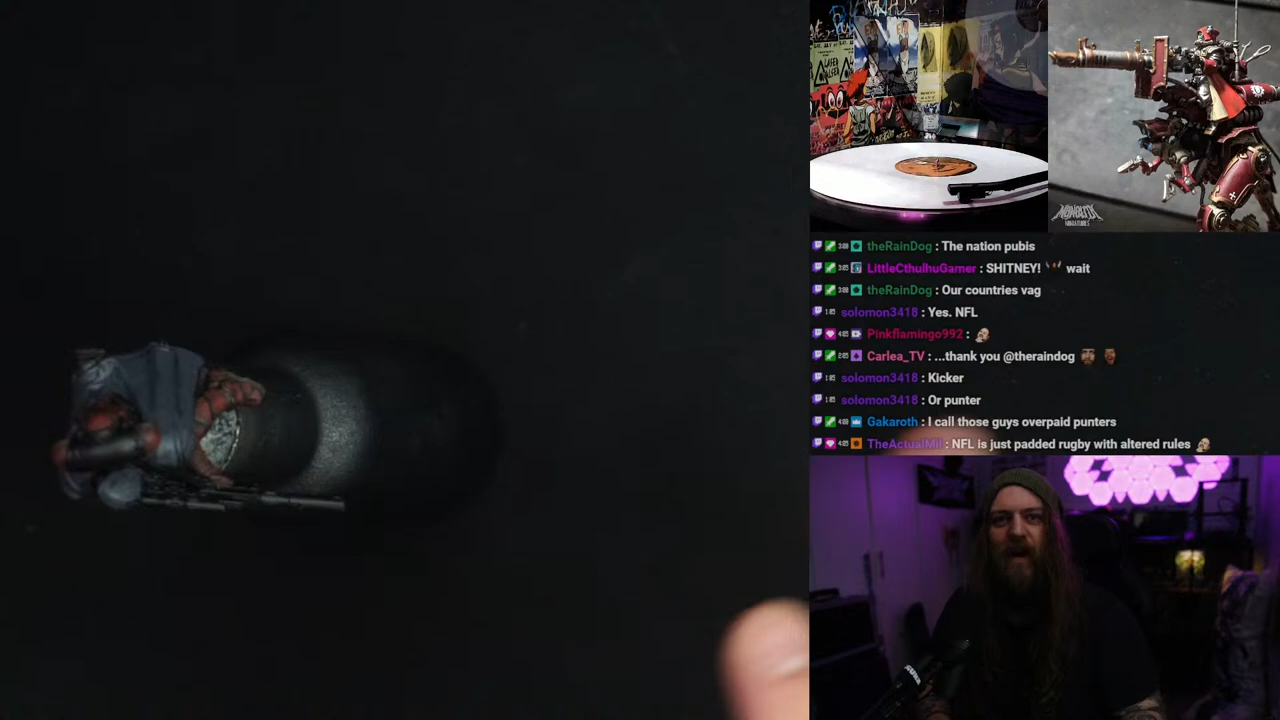 theRainDog : The nation pubis
LittleCthulhuGamer : SHITNEY! wait
theRainDog : Our countries vag
solomon3418 : Yes. NFL
Pinkflamingo992 :
Carlea_TV : ...thank you @theraindog
solomon3418 : Kicker
solomon3418 : Or punter
Gakaroth : I call those guys overpaid punters
TheActualMil : NFL is just padded rugby with altered rules
MINIATURES